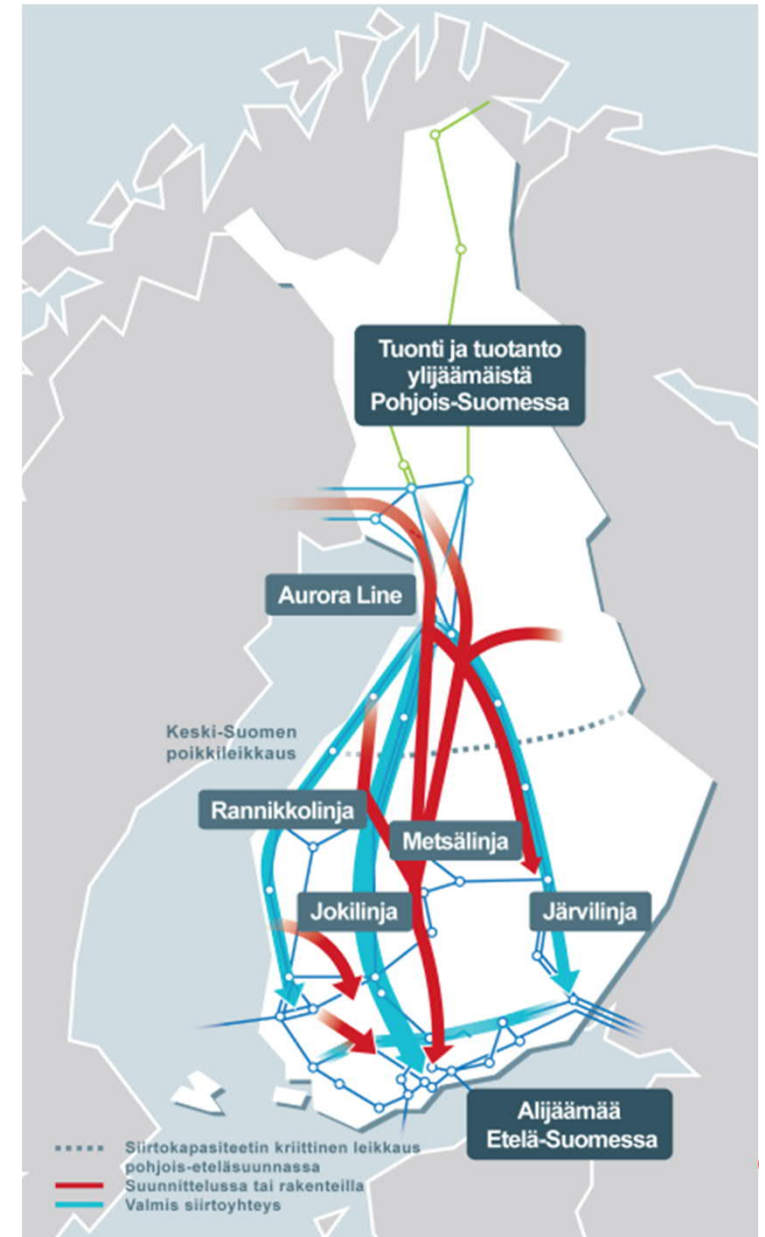 Tuonti ja tuotanto
ylijäämäistä
Pohjois-Suomessa
Aurora Line
Keski-Suomen
poikkileikkaus
Rannikkolinja
Metsälinja
Jokilinja
Järvilinja
Alijäämää
Etelä-Suomessa
Siirtokapasiteetin kriittinen leikkaus
pohjois-eteläsuunnassa
Suunnittelussa tai rakenteilla
Valmis siirtoyhteys